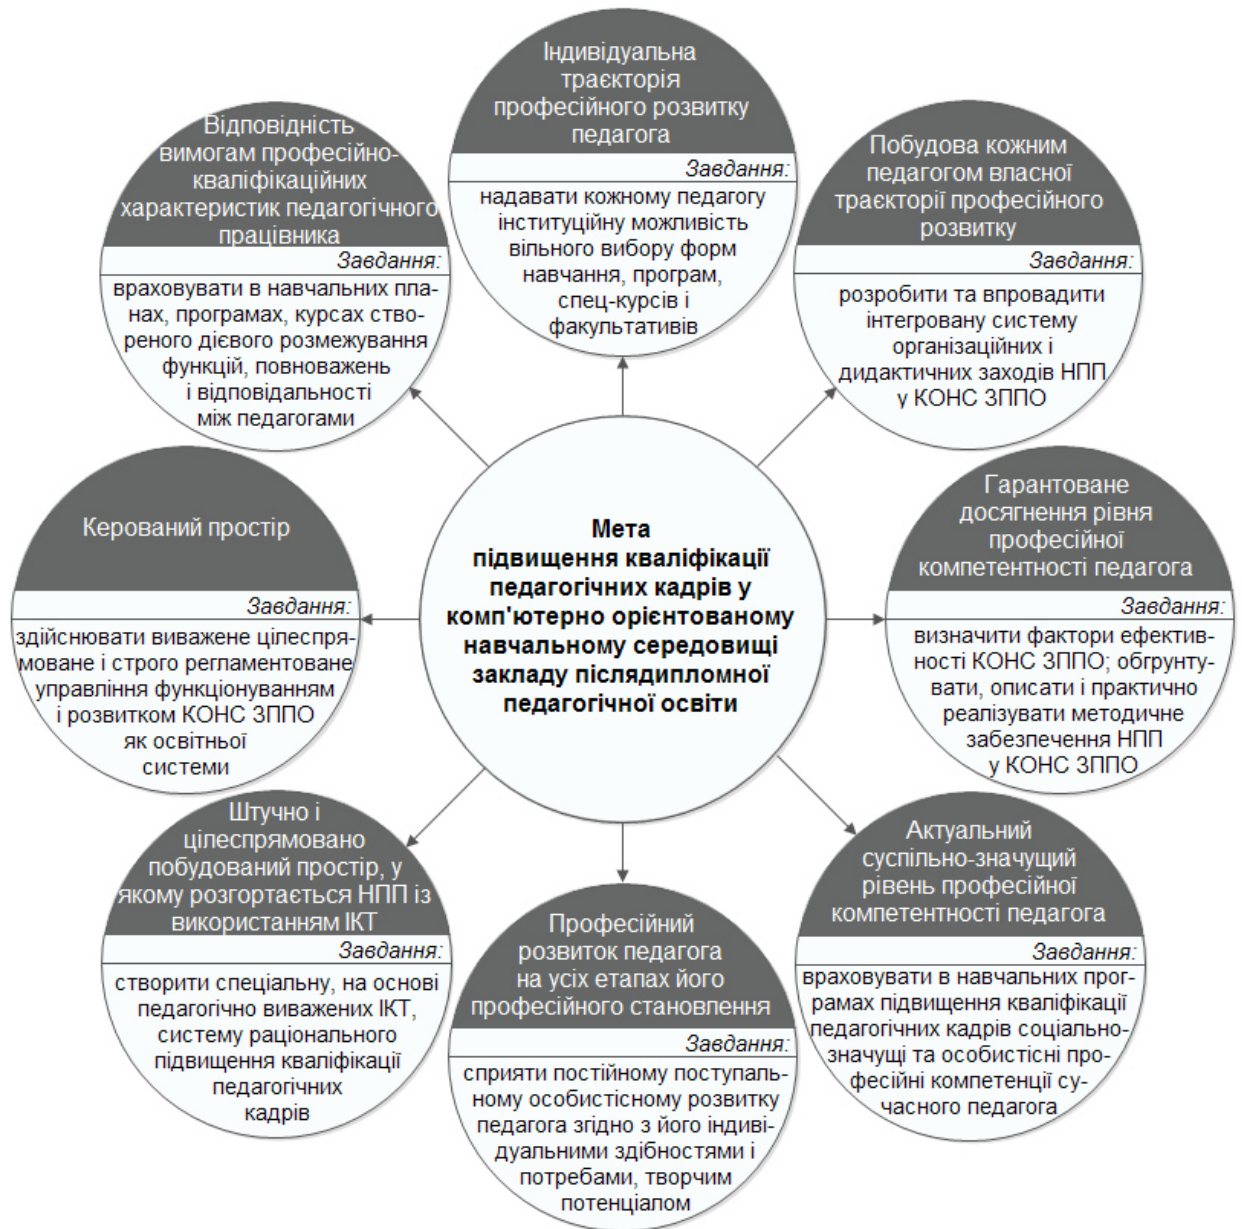 Індивідуальна
траєкторія
професійного розвитку
педагога
Завдання:
надавати кожному педагогу
інституційну можливість
вільного вибору форм
навчання, програм,
спец-курсів і
факультативів
Відповідність
вимогам професійно-
кваліфікаційних
характеристик педагогічного
працівника
Завдання:
враховувати в навчальних пла-
нах, програмах, курсах ство-
реного дієвого розмежування
функцій, повноважень
і відповідальності
між педагогами
Побудова кожним
педагогом власної
траєкторії професійного
розвитку
Завдання:
розробити та впровадити
інтегровану систему
організаційних і
дидактичних заходів НПП
у КОНС ЗППО
Керований простір
Завдання:
здійснювати виважене цілеспря-
моване і строго регламентоване
управління функціонуванням
і розвитком КОНС ЗППО
як освітньої
системи
Мета
підвищення кваліфікації
педагогічних кадрів у
комп'ютерно орієнтованому
навчальному середовищі
закладу післядипломної
педагогічної освіти
Гарантоване
досягнення рівня
професійної
компетентності педагога
Завдання:
визначити фактори ефектив-
ності КОНС ЗППО; обгрунту-
вати, описати і практично
реалізувати методичне
забезпечення НПП
у КОНС ЗППО
Штучно і
цілеспрямовано
побудований простір, у
якому розгортається НПП із
використанням ІКТ
Завдання:
створити спеціальну, на основі
педагогічно виважених ІКТ,
систему раціонального
підвищення кваліфікації
педагогічних
кадрів
Професійний
розвиток педагога
на усіх етапах його
професійного становлення
Завдання:
сприяти постійному поступаль-
ному особистісному розвитку
педагога згідно з його індиві-
дуальними здібностями і
потребами, творчим
потенціалом
Актуальний
суспільно-значущий
рівень професійної
компетентності педагога
Завдання:
враховувати в навчальних прог-
рамах підвищення кваліфікації
педагогічних кадрів соціально-
значущі та особистісні про-
фесійні компетенції су-
часного педагога